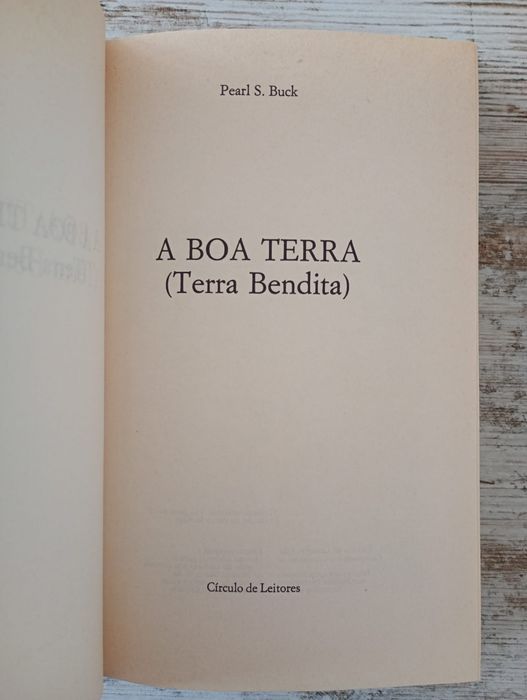 Pearl S. Buck
A BOA TERRA
(Terra Bendita)
Círculo de Leitores